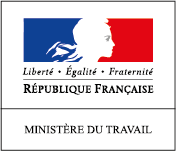 Liberté • Égalité • Fraternité
RÉPUBLIQUE FRANÇAISE
MINISTÈRE DU TRAVAIL